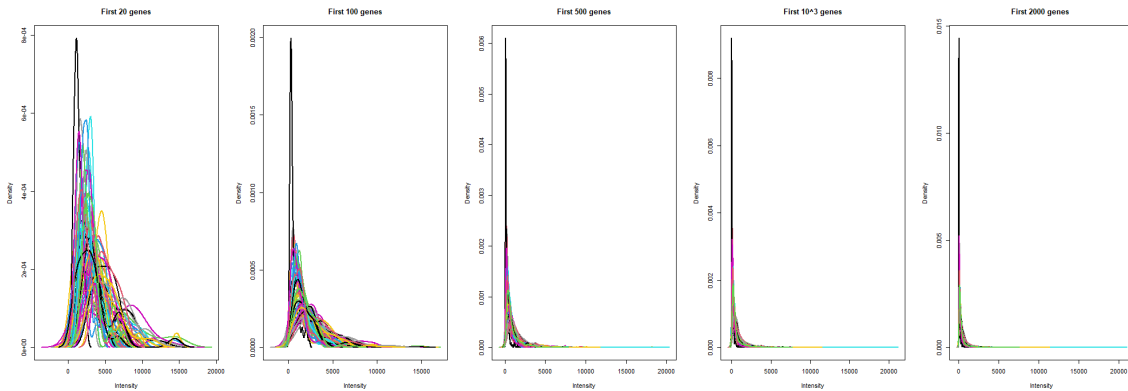 First 20 genes
Density
0e+00
2e-04
4e-04
6e-04
8e-04
0
5000
10000
15000
20000
Intensity
First 100 genes
Density
0.0000
0.0005
0.0010
0.0015
0.0020
0
5000
10000
15000
Intensity
First 500 genes
Density
0.000
0.001
0.002
0.003
0.004
0.005
0.006
0
5000
10000
15000
20000
Intensity
First 10^3 genes
Density
0.000
0.002
0.004
0.006
0.008
0
5000
10000
15000
20000
Intensity
First 2000 genes
Density
0.000
0.005
0.010
0.015
0
5000
10000
15000
20000
Intensity